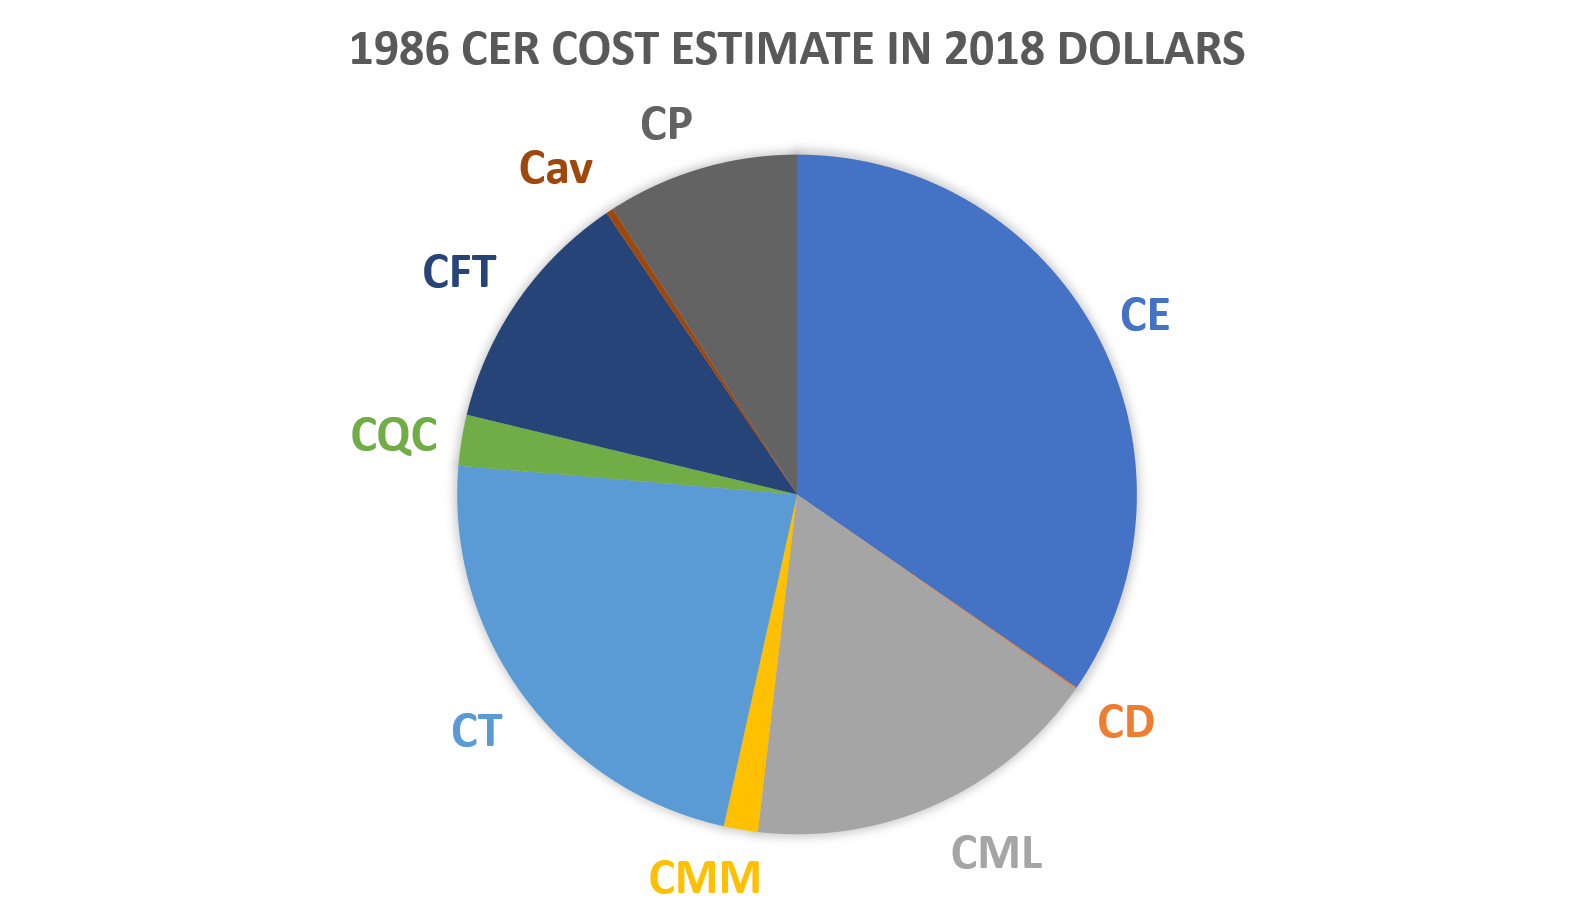 1986 CER COST ESTIMATE IN 2018 DOLLARS
CP
Cav
CFT
CE
CQC
CT
CD
CML
CMM